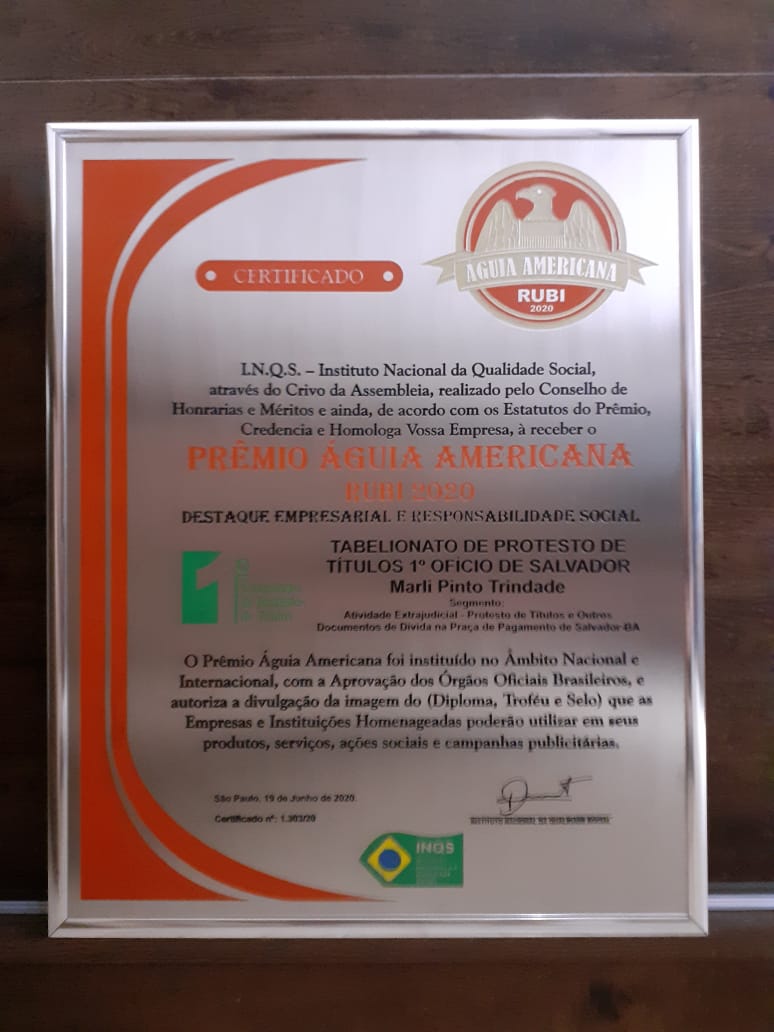 CERTIFICADO
ÁGUIA AMERICANA
RUBI
2020
I.N.Q.S. – Instituto Nacional da Qualidade Social,
através do Crivo da Assembleia, realizado pelo Conselho de
Honrarias e Méritos e ainda, de acordo com os Estatutos do Prêmio,
Credencia e Homologa Vossa Empresa, à receber o
PRÊMIO ÁGUIA AMERICANA
RUBI 2020
DESTAQUE EMPRESARIAL E RESPONSABILIDADE SOCIAL
1
TABELIONATO DE PROTESTO DE
TÍTULOS 1º OFÍCIO DE SALVADOR
Marli Pinto Trindade
Segmento:
Atividade Extrajudicial - Protesto de Títulos e Outros
Documentos de Dívida na Praça de Pagamento de Salvador-BA
O Prêmio Águia Americana foi instituído no Âmbito Nacional e
Internacional, com a Aprovação dos Órgãos Oficiais Brasileiros, e
autoriza a divulgação da imagem do (Diploma, Troféu e Selo) que as
Empresas e Instituições Homenageadas poderão utilizar em seus
produtos, serviços, ações sociais e campanhas publicitárias.
São Paulo, 19 de Junho de 2020.
Certificado nº: 1.303/20
INQS